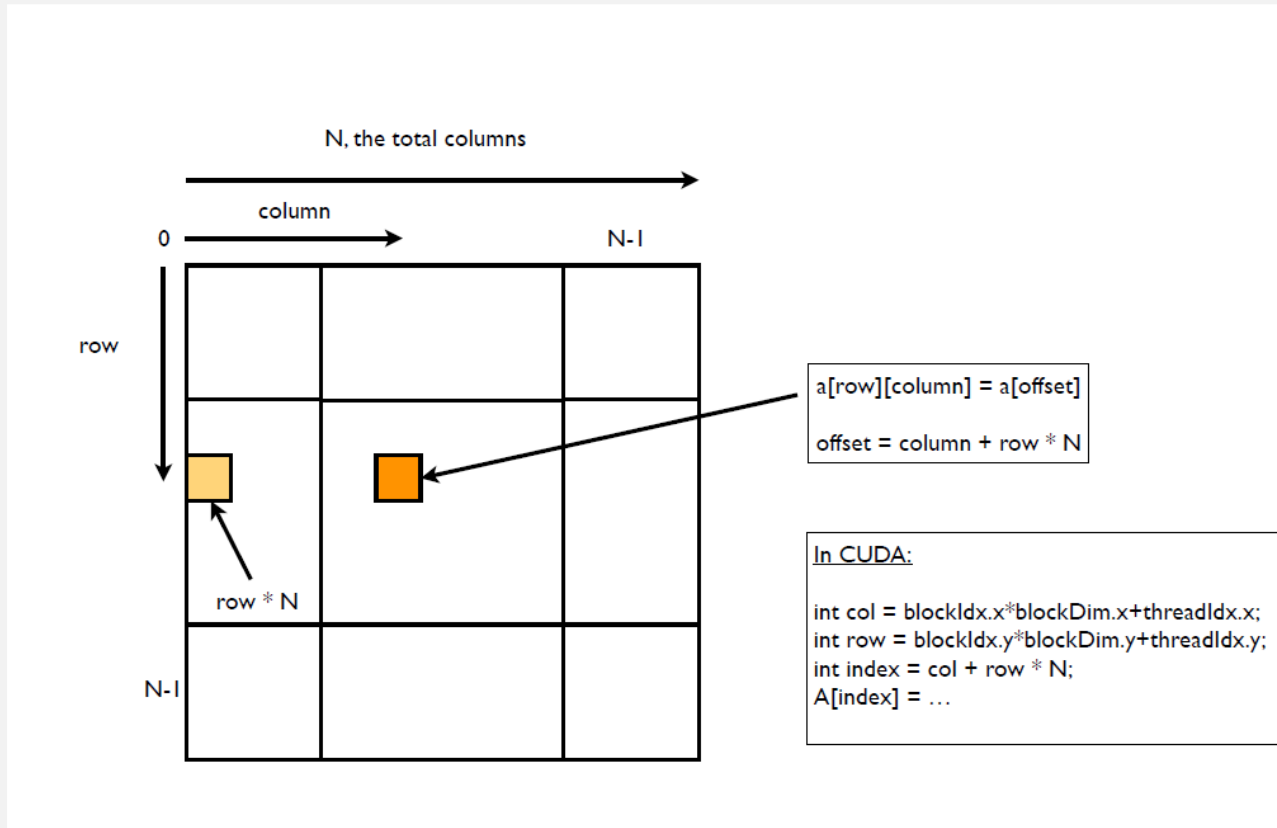 N, the total columns
column
0
N-1
row
a[row][column] = a[offset]
offset = column + row * N
row * N
In CUDA:
int col = blockIdx.x*blockDim.x+threadIdx.x;
int row = blockIdx.y*blockDim.y+threadIdx.y;
int index = col + row * N;
A[index] = …
N-1